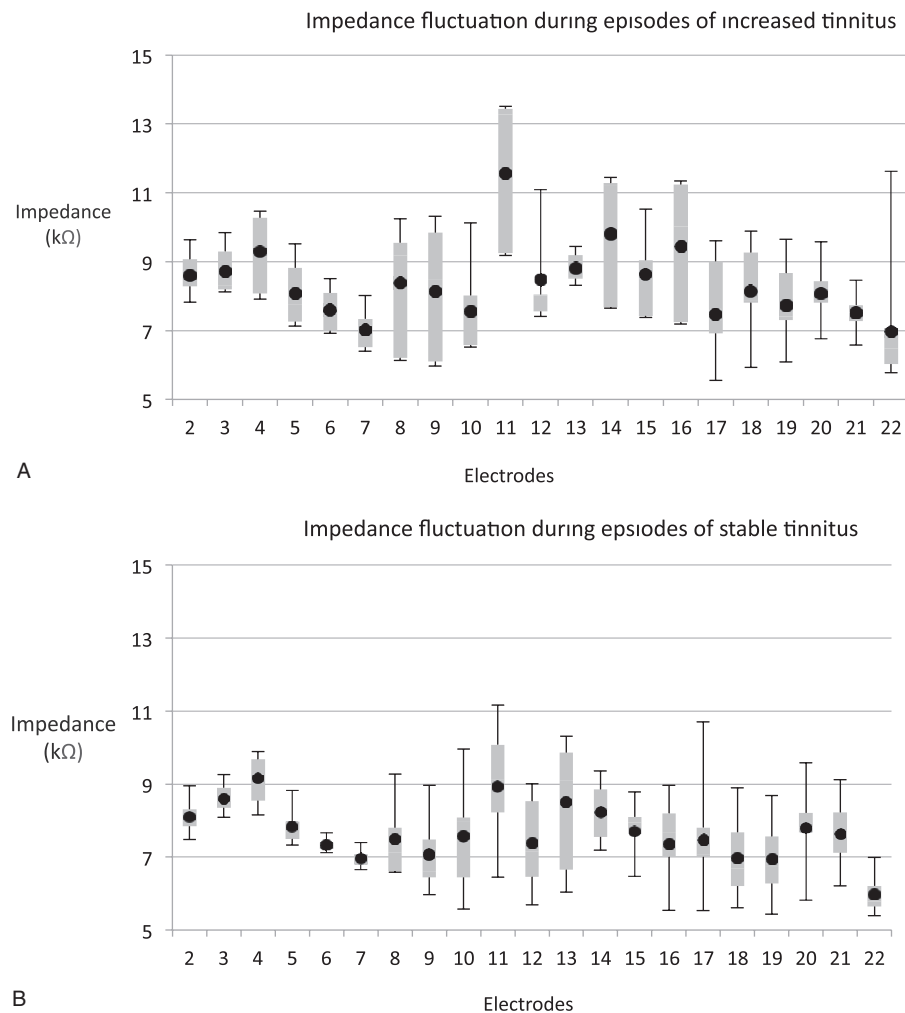 Impedance fluctuation during episodes of increased tinnitus
15
13
11
Impedance
(kΩ)
9
7
5
2 3 4 5 6 7 8 9 10 11 12 13 14 15 16 17 18 19 20 21 22
A
Electrodes
Impedance fluctuation during epsiodes of stable tinnitus
15
13
11
Impedance
(kΩ)
9
7
5
2 3 4 5 6 7 8 9 10 11 12 13 14 15 16 17 18 19 20 21 22
B
Electrodes